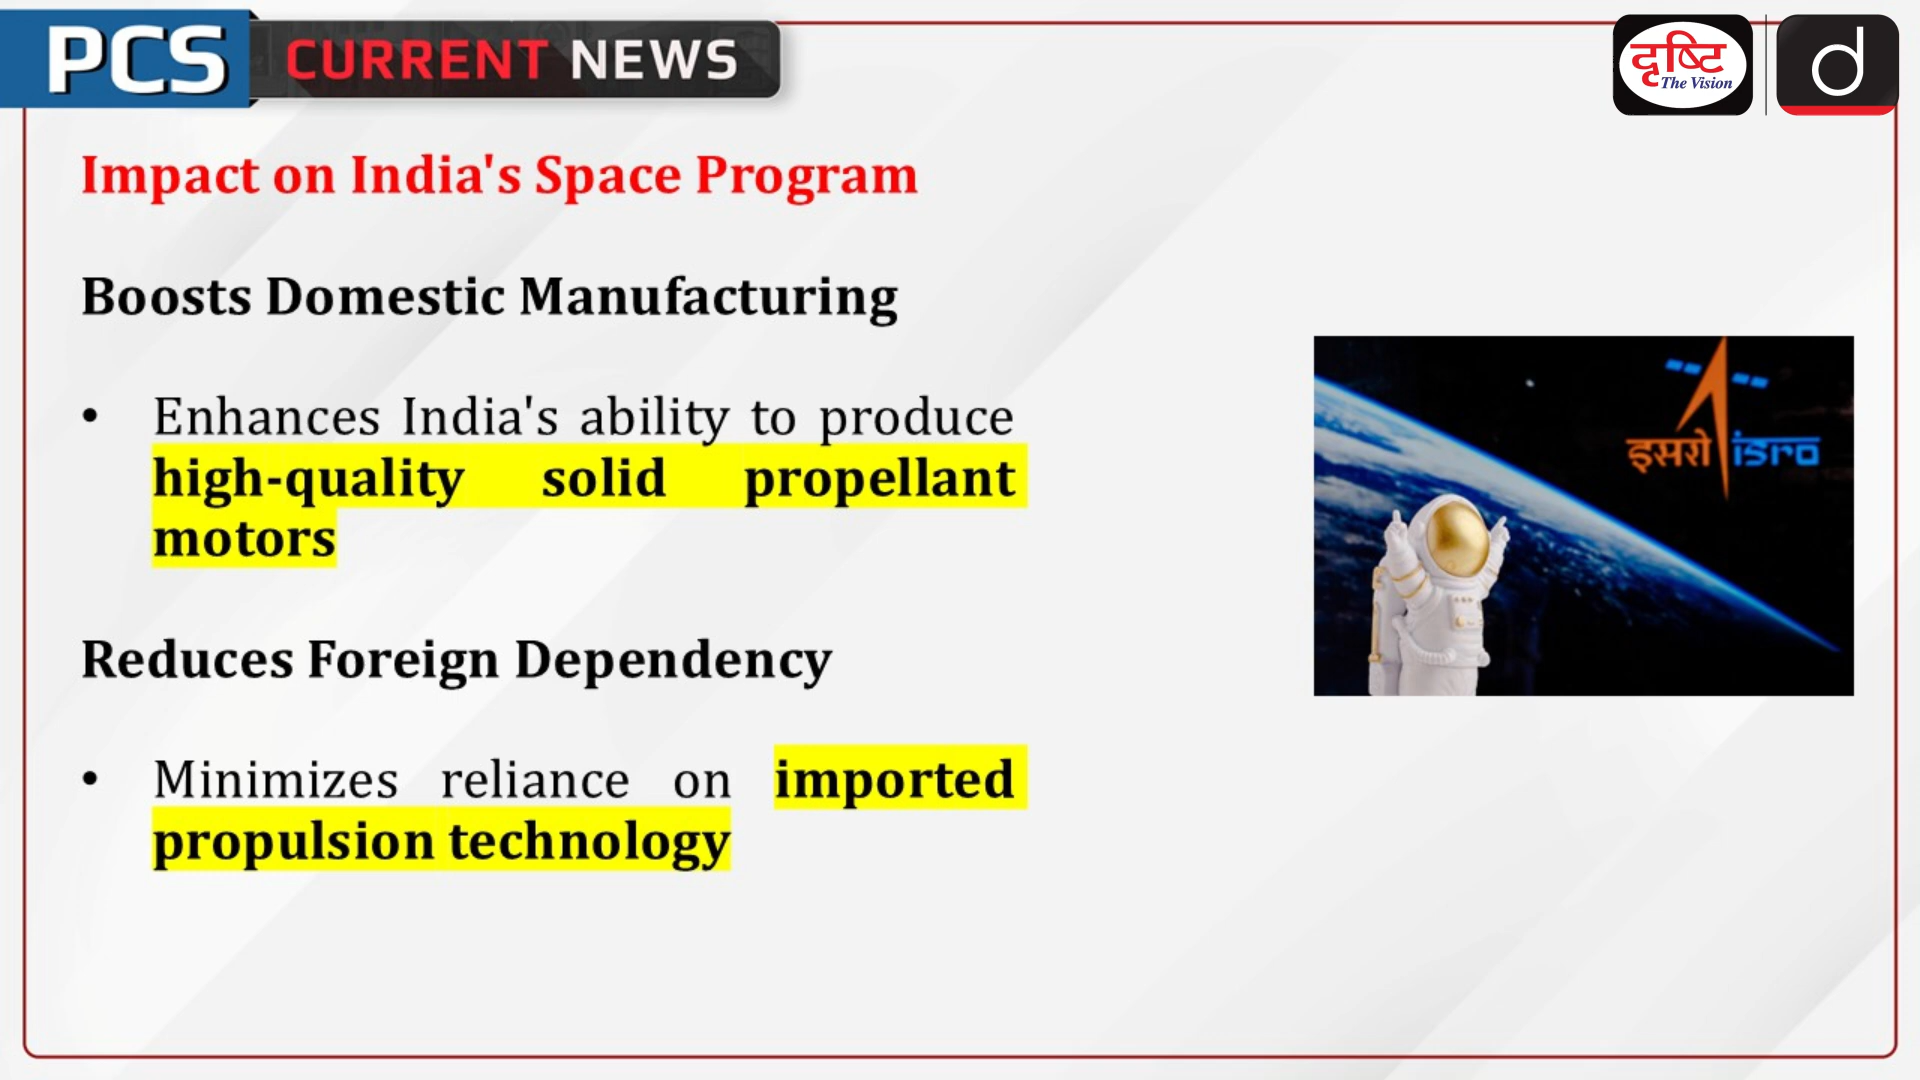 PCS CURRENT NEWS
दृष्टि
The Vision
d
Impact on India's Space Program
Boosts Domestic Manufacturing
• Enhances India's ability to produce
high-quality solid propellant
motors
इसरो isro
Reduces Foreign Dependency
• Minimizes reliance on imported
propulsion technology